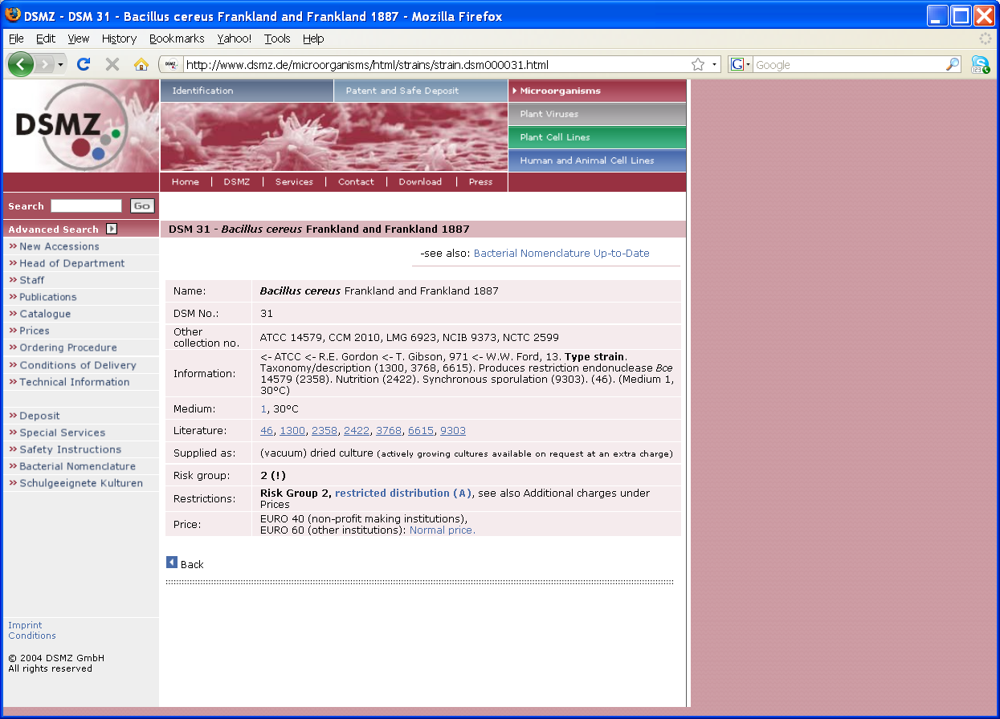 DSMZ - DSM 31 - Bacillus cereus Frankland and Frankland 1887 - Mozilla Firefox
File Edit View History Bookmarks Yahoo! Tools Help
DSMZ http://www.dsmz.de/microorganisms/html/strains/strain.dsm000031.html G Google
DSMZ
Identification Patent and Safe Deposit Microorganisms
Plant Viruses
Plant Cell Lines
Human and Animal Cell Lines
Home | DSMZ | Services | Contact | Download | Press
Search Go
Advanced Search
» New Accessions
» Head of Department
» Staff
» Publications
» Catalogue
» Prices
» Ordering Procedure
» Conditions of Delivery
» Technical Information
» Deposit
» Special Services
» Safety Instructions
» Bacterial Nomenclature
» Schulgeeignete Kulturen
Imprint
Conditions
© 2004 DSMZ GmbH
All rights reserved
DSM 31 - Bacillus cereus Frankland and Frankland 1887
-see also: Bacterial Nomenclature Up-to-Date
Name: Bacillus cereus Frankland and Frankland 1887
DSM No.: 31
Other
collection no. ATCC 14579, CCM 2010, LMG 6923, NCIB 9373, NCTC 2599
Information: <- ATCC <- R.E. Gordon <- T. Gibson, 971 <- W.W. Ford, 13. Type strain.
Taxonomy/description (1300, 3768, 6615). Produces restriction endonuclease Bce
14579 (2358). Nutrition (2422). Synchronous sporulation (9303). (46). (Medium 1,
30°C)
Medium: 1, 30°C
Literature: 46, 1300, 2358, 2422, 3768, 6615, 9303
Supplied as: (vacuum) dried culture (actively growing cultures available on request at an extra charge)
Risk group: 2 (!)
Restrictions: Risk Group 2, restricted distribution (A), see also Additional charges under
Prices
Price: EURO 40 (non-profit making institutions),
EURO 60 (other institutions): Normal price.
Back